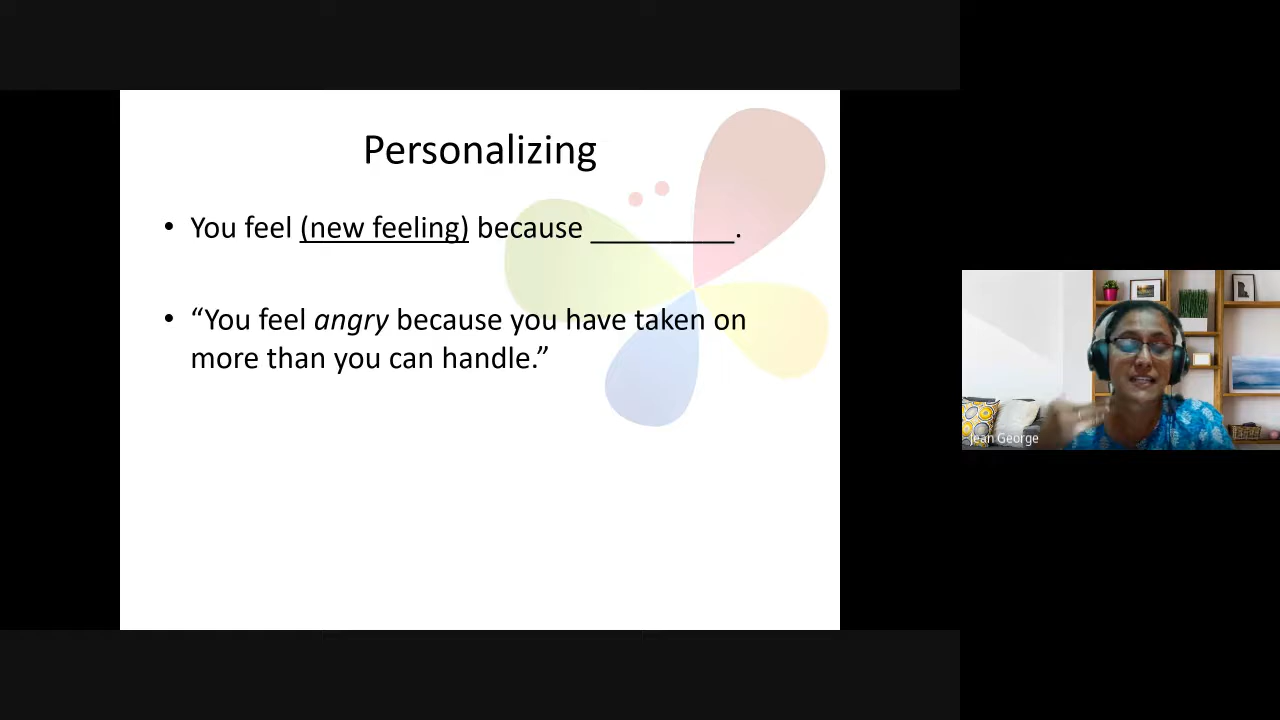 Personalizing
• You feel (new feeling) because _________.
• “You feel angry because you have taken on
more than you can handle.”
Jean George